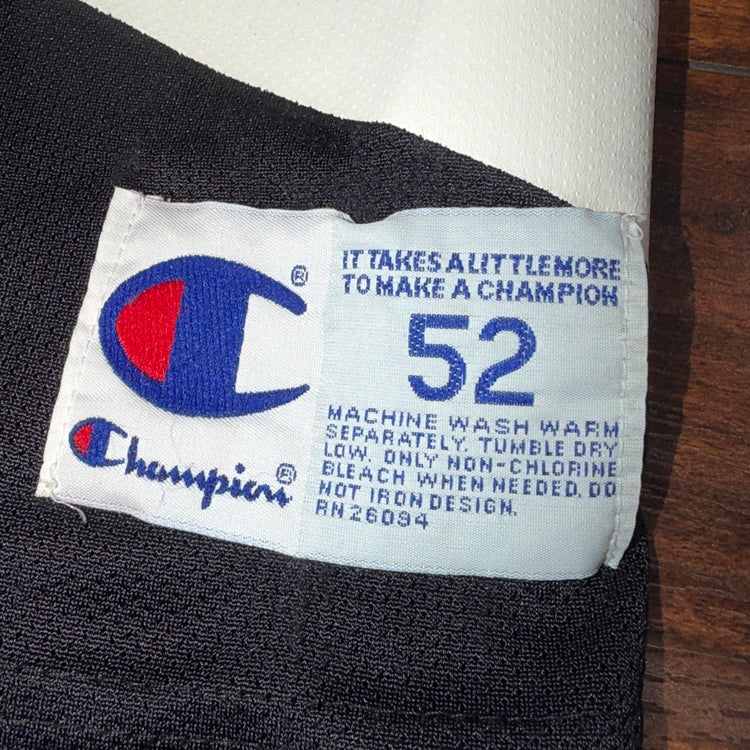 ®
Champion®
IT TAKES A LITTLE MORE
TO MAKE A CHAMPION
52
MACHINE WASH WARM
SEPARATELY. TUMBLE DRY
LOW. ONLY NON-CHLORINE
BLEACH WHEN NEEDED. DO
NOT IRON DESIGN.
RN 26094